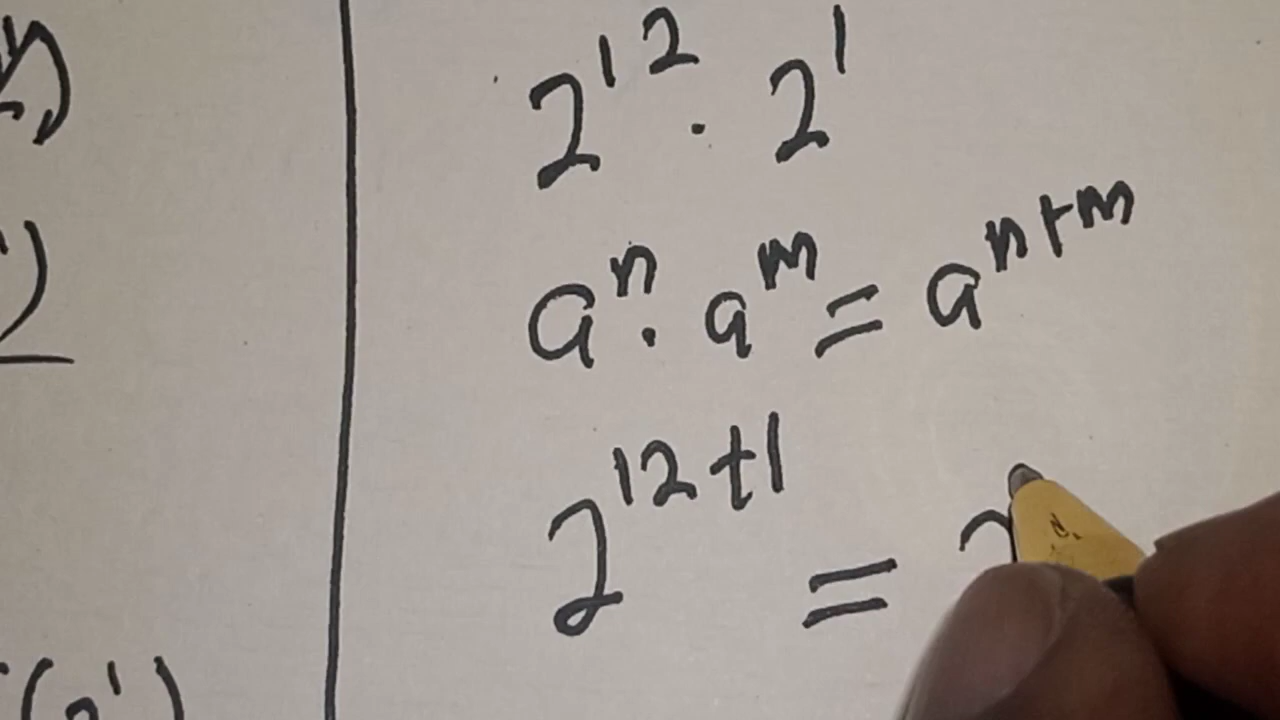 2¹² · 2¹
aⁿ · aᵐ = aⁿ⁺ᵐ
2¹²⁺¹ =